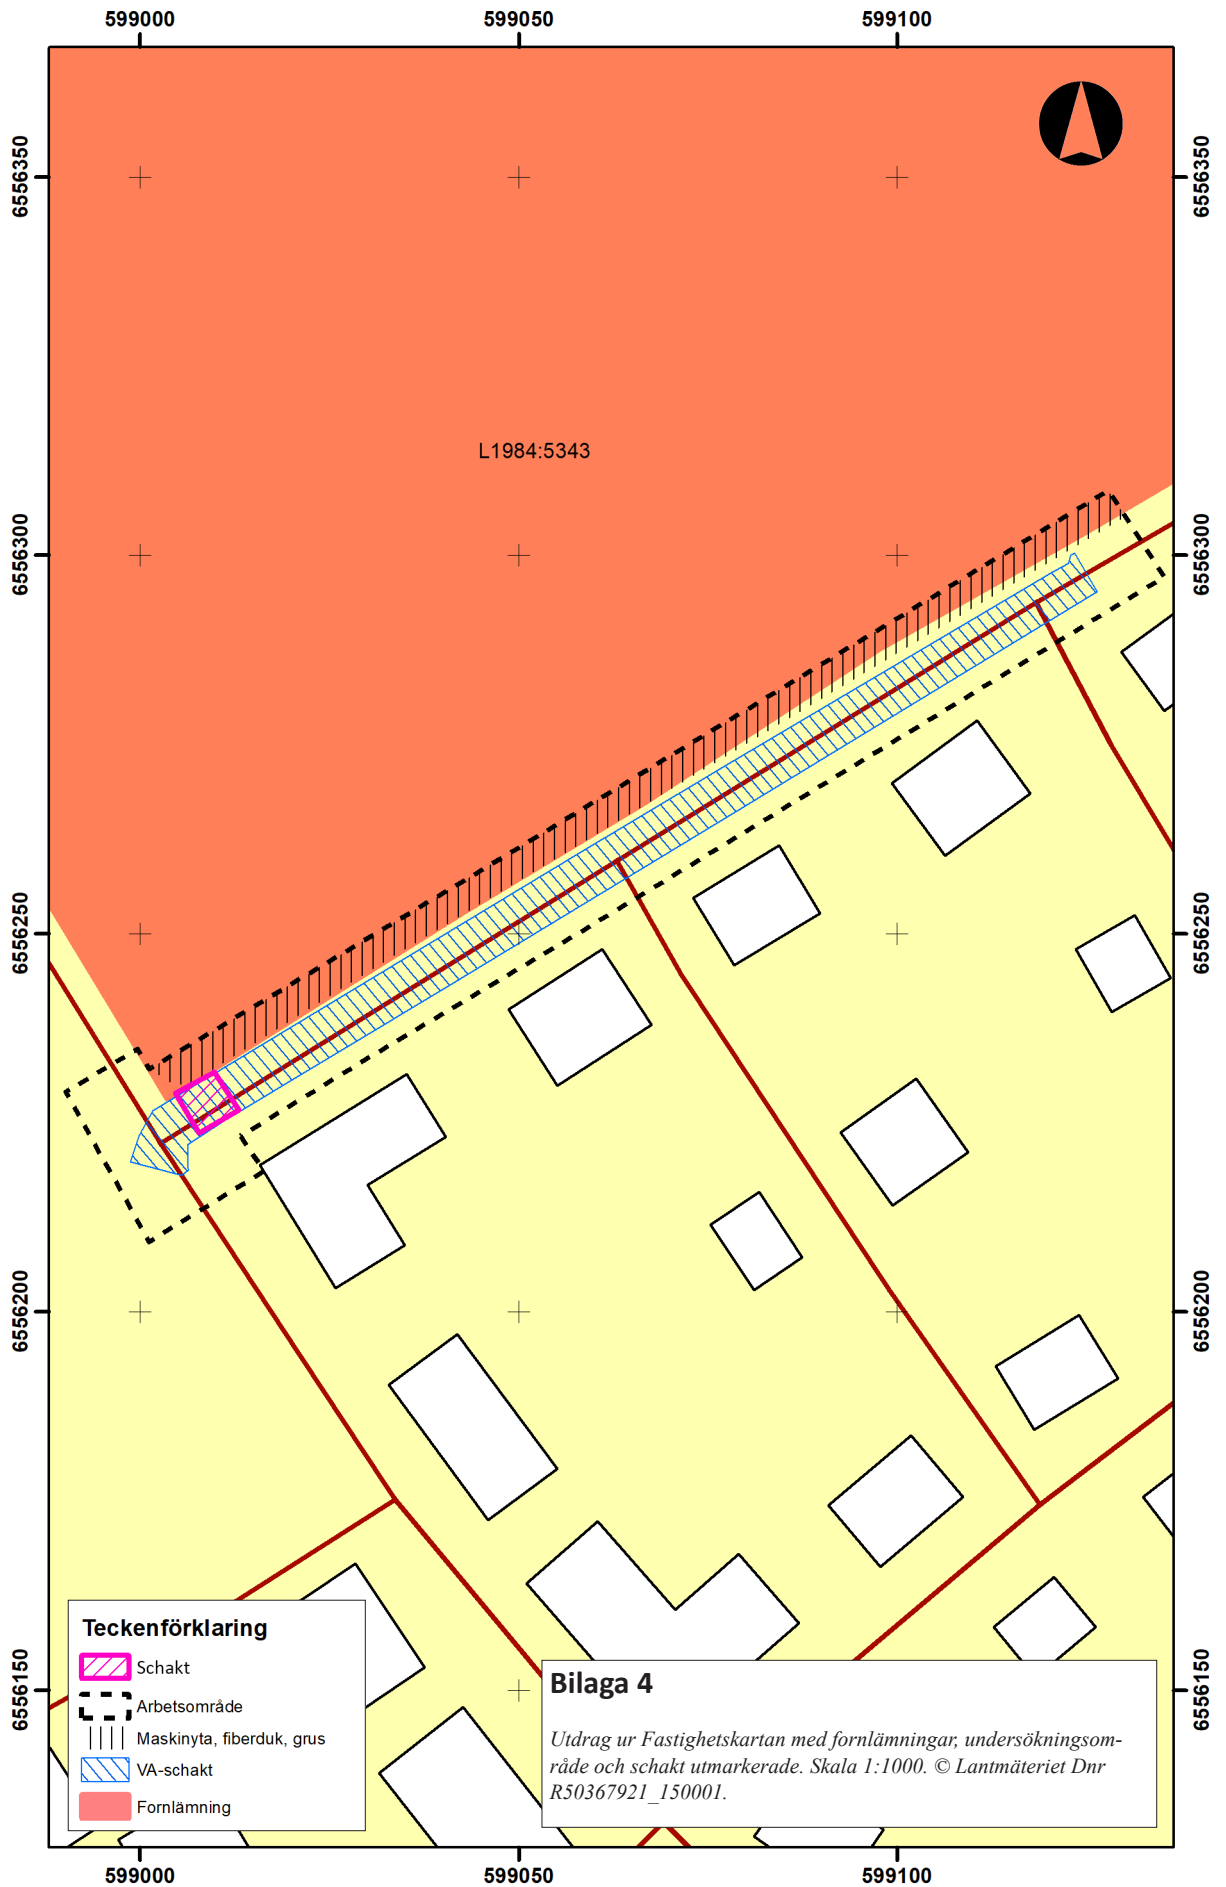 599000
599050
599100
6556350
6556350
L1984:5343
6556300
6556300
6556250
6556250
6556200
6556200
6556150
6556150
Teckenförklaring
Schakt
Arbetsområde
Maskinyta, fiberduk, grus
VA-schakt
Fornlämning
Bilaga 4
Utdrag ur Fastighetskartan med fornlämningar, undersökningsom-
råde och schakt utmarkerade. Skala 1:1000. © Lantmäteriet Dnr
R50367921_150001.
599000
599050
599100